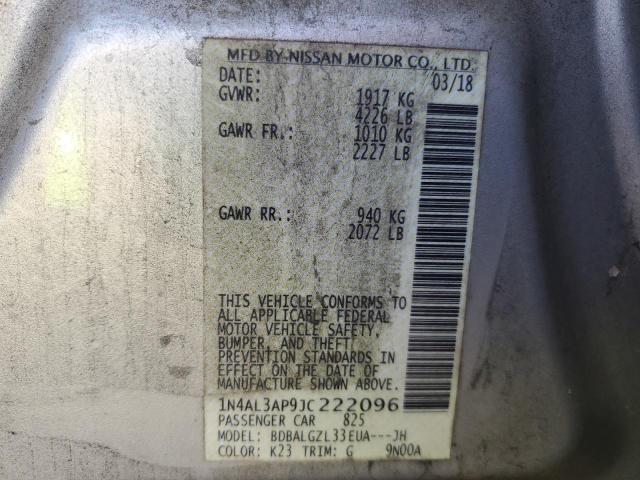 MFD BY NISSAN MOTOR CO., LTD.
DATE: 03/18
GVWR: 1917 KG
4226 LB
GAWR FR.: 1010 KG
2227 LB
GAWR RR.: 940 KG
2072 LB
THIS VEHICLE CONFORMS TO
ALL APPLICABLE FEDERAL
MOTOR VEHICLE SAFETY,
BUMPER, AND THEFT
PREVENTION STANDARDS IN
EFFECT ON THE DATE OF
MANUFACTURE SHOWN ABOVE.
1N4AL3AP9JC222096
PASSENGER CAR 825
MODEL: BDBALGZL33EUA---JH
COLOR: K23 TRIM: G 9N00A